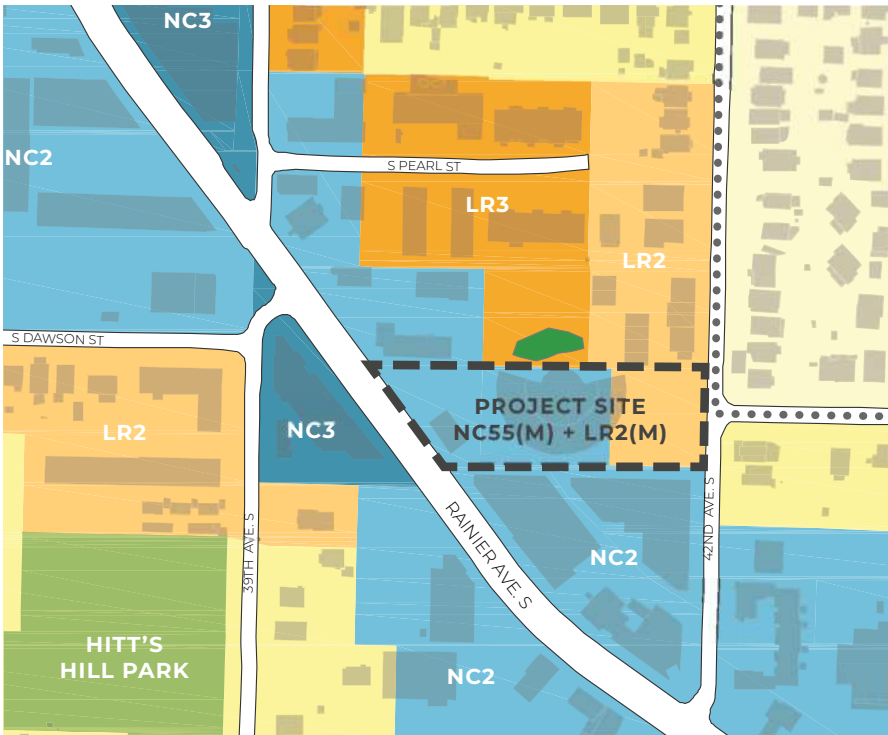 NC3
NC2
S PEARL ST
LR3
LR2
S DAWSON ST
LR2
NC3
PROJECT SITE
NC55(M) + LR2(M)
RAINIER AVE. S
42ND AVE. S
39TH AVE. S
NC2
HITT'S
HILL PARK
NC2